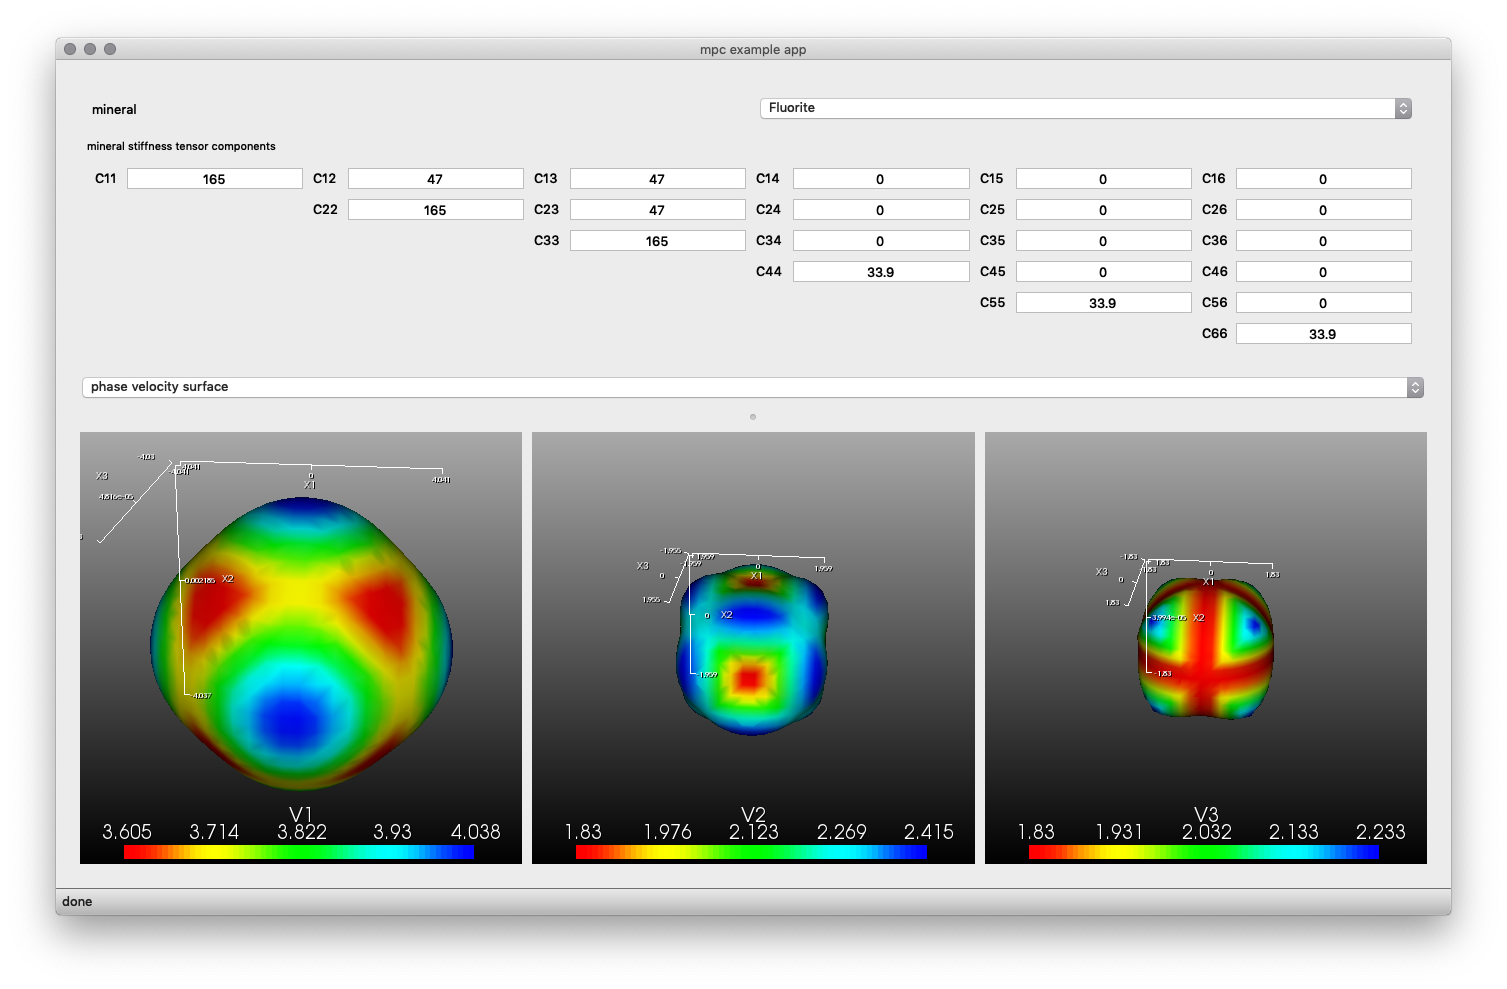 mpc example app
mineral Fluorite
mineral stiffness tensor components
C11 165 C12 47 C13 47 C14 0 C15 0 C16 0
C22 165 C23 47 C24 0 C25 0 C26 0
C33 165 C34 0 C35 0 C36 0
C44 33.9 C45 0 C46 0
C55 33.9 C56 0
C66 33.9
phase velocity surface
-4.03
X3
4.816e-05
0
X1
-4.041
-0.002185 X2
-4.037
V1
3.605 3.714 3.822 3.93 4.038
-1.955
-1.959
X3
0
1.955
0
X1
1.959
0 X2
-1.959
V2
1.83 1.976 2.123 2.269 2.415
-1.83
X3
0
1.83
0
X1
1.83
3.994e-05 X2
-1.83
V3
1.83 1.931 2.032 2.133 2.233
done